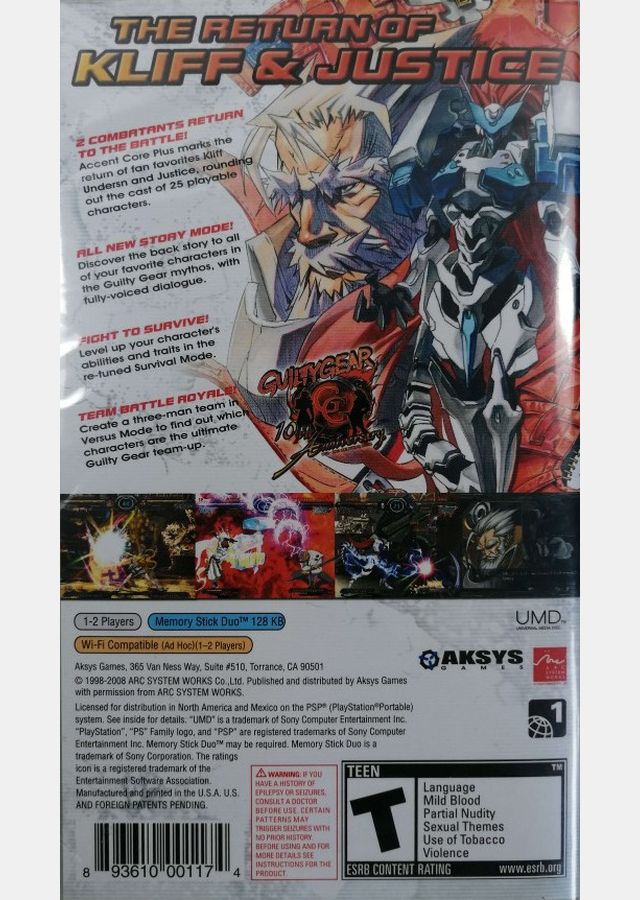 THE RETURN OF
KLIFF & JUSTICE
2 COMBATANTS RETURN
TO THE BATTLE!
Accent Core Plus marks the
return of fan favorites Kliff
Undersn and Justice, rounding
out the cast of 25 playable
characters.
ALL NEW STORY MODE!
Discover the back story to all
of your favorite characters in
the Guilty Gear mythos, with
fully-voiced dialogue.
FIGHT TO SURVIVE!
Level up your character's
abilities and traits in the
re-tuned Survival Mode.
TEAM BATTLE ROYALE!
Create a three-man team in
Versus Mode to find out which
characters are the ultimate
Guilty Gear team-up.
GUILTY GEAR
10th
Anniversary
1-2 Players
Memory Stick Duo™ 128 KB
Wi-Fi Compatible (Ad Hoc)(1-2 Players)
UMD™
UNIVERSAL MEDIA DISC
AKSYS
GAMES
ARC
SYSTEM
WORKS
Aksys Games, 365 Van Ness Way, Suite #510, Torrance, CA 90501
© 1998-2008 ARC SYSTEM WORKS Co.,Ltd. Published and distributed by Aksys Games
with permission from ARC SYSTEM WORKS.
Licensed for distribution in North America and Mexico on the PSP® (PlayStation®Portable)
system. See inside for details. "UMD" is a trademark of Sony Computer Entertainment Inc.
"PlayStation", "PS" Family logo, and "PSP" are registered trademarks of Sony Computer
Entertainment Inc. Memory Stick Duo™ may be required. Memory Stick Duo is a
trademark of Sony Corporation. The ratings
icon is a registered trademark of the
Entertainment Software Association.
Manufactured and printed in the U.S.A. U.S.
AND FOREIGN PATENTS PENDING.
1
WARNING: IF YOU
HAVE A HISTORY OF
EPILEPSY OR SEIZURES,
CONSULT A DOCTOR
BEFORE USE. CERTAIN
PATTERNS MAY
TRIGGER SEIZURES WITH
NO PRIOR HISTORY.
BEFORE USING AND FOR
MORE DETAILS SEE
INSTRUCTIONS FOR THE
PRODUCT.
TEEN
TM
T
Language
Mild Blood
Partial Nudity
Sexual Themes
Use of Tobacco
Violence
ESRB CONTENT RATING www.esrb.org
8 93610 00117 4